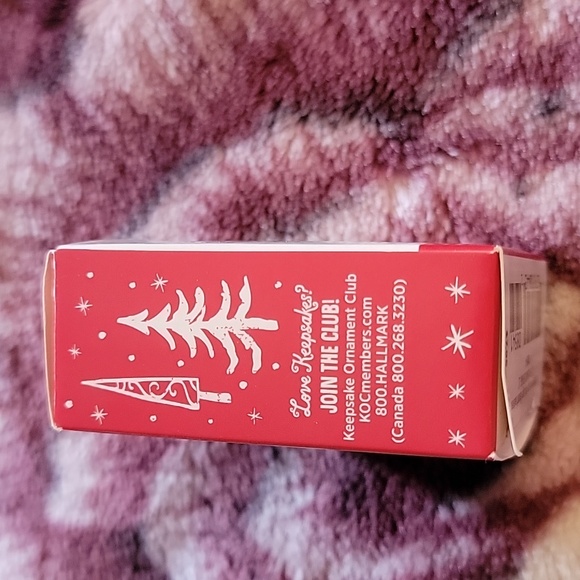 Love Keepsakes?
JOIN THE CLUB!
Keepsake Ornament Club
KOCmembers.com
800.HALLMARK
(Canada 800.268.3230)